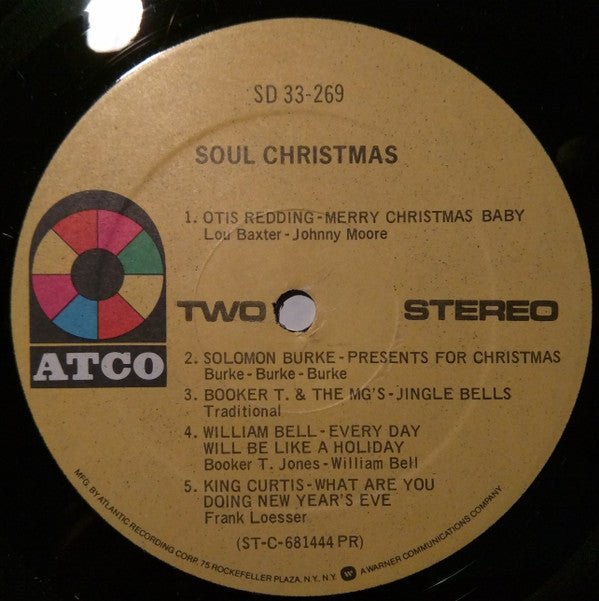 SD 33-269
SOUL CHRISTMAS
1. OTIS REDDING-MERRY CHRISTMAS BABY
Lou Baxter-Johnny Moore
TWO STEREO
ATCO
2. SOLOMON BURKE-PRESENTS FOR CHRISTMAS
Burke-Burke-Burke
3. BOOKER T. & THE MG'S-JINGLE BELLS
Traditional
4. WILLIAM BELL-EVERY DAY
WILL BE LIKE A HOLIDAY
Booker T. Jones-William Bell
5. KING CURTIS-WHAT ARE YOU
DOING NEW YEAR'S EVE
Frank Loesser
(ST-C-681444 PR)
MFG. BY ATLANTIC RECORDING CORP. 75 ROCKEFELLER PLAZA, N.Y. N.Y. W A WARNER COMMUNICATIONS COMPANY